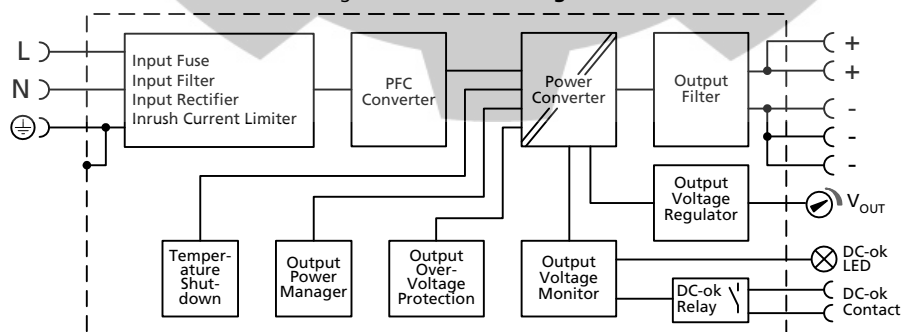 L
N
Input Fuse
Input Filter
Input Rectifier
Inrush Current Limiter
PFC
Converter
Power
Converter
Output
Filter
+
+
-
-
-
Output
Voltage
Regulator
VOUT
Temper-
ature
Shut-
down
Output
Power
Manager
Output
Over-
Voltage
Protection
Output
Voltage
Monitor
DC-ok
Relay
DC-ok
LED
DC-ok
Contact